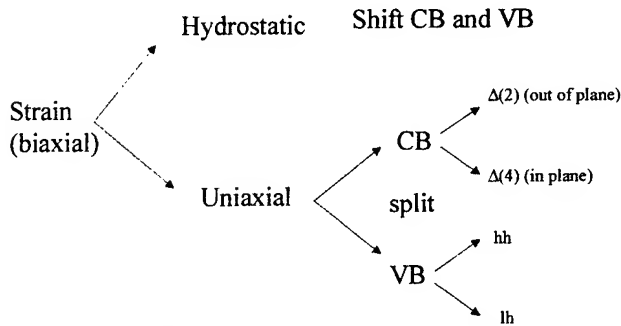 Hydrostatic Shift CB and VB
Strain
(biaxial)
Δ(2) (out of plane)
CB
Δ(4) (in plane)
Uniaxial
split
hh
VB
lh